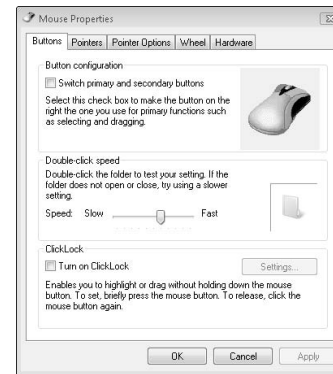 Mouse Properties
Buttons Pointers Pointer Options Wheel Hardware
Button configuration
Switch primary and secondary buttons
Select this check box to make the button on the
right the one you use for primary functions such
as selecting and dragging.
Double-click speed
Double-click the folder to test your setting. If the
folder does not open or close, try using a slower
setting.
Speed: Slow Fast
ClickLock
Turn on ClickLock Settings...
Enables you to highlight or drag without holding down the mouse
button. To set, briefly press the mouse button. To release, click the
mouse button again.
OK Cancel Apply